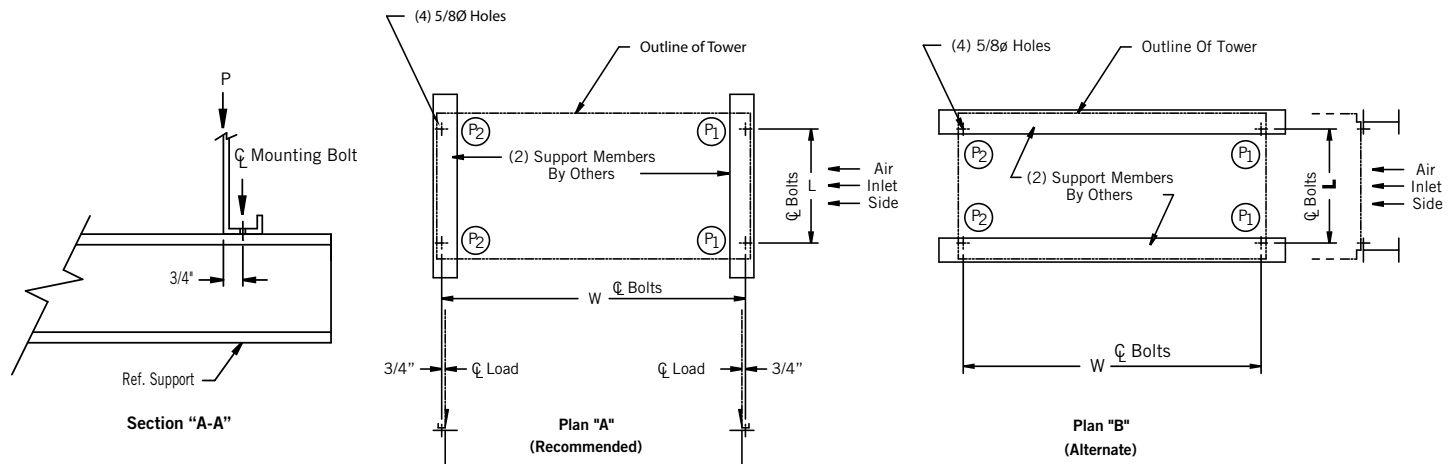 P
℄ Mounting Bolt
3/4"
Ref. Support
Section “A-A”
(4) 5/8Ø Holes
Outline of Tower
P2
P1
(2) Support Members
By Others
P2
P1
℄ Bolts
L
Air
Inlet
Side
℄ Bolts
W
3/4”
℄ Load
℄ Load
3/4”
Plan "A"
(Recommended)
(4) 5/8ø Holes
Outline Of Tower
P2
P1
(2) Support Members
By Others
P2
P1
℄ Bolts
L
Air
Inlet
Side
℄ Bolts
W
Plan "B"
(Alternate)